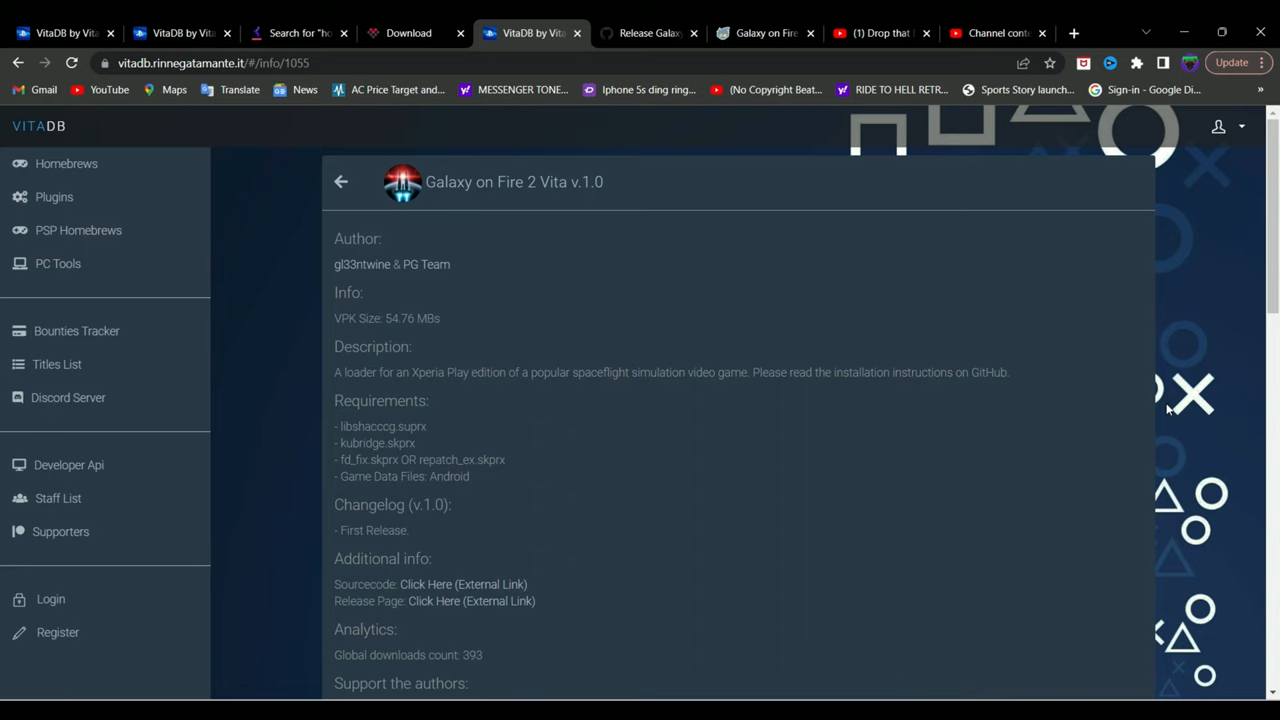 VitaDB by Vita
VitaDB by Vita
Search for "ho
Download
VitaDB by Vita
Release Galaxy
Galaxy on Fire
(1) Drop that
Channel conte
vitadb.rinnegatamante.it/#/info/1055
Update
Gmail
YouTube
Maps
Translate
News
AC Price Target and...
MESSENGER TONE...
Iphone 5s ding ring...
(No Copyright Beat...
RIDE TO HELL RETR...
Sports Story launch...
Sign-in - Google Di...
»
VITADB
Homebrews
Plugins
PSP Homebrews
PC Tools
Bounties Tracker
Titles List
Discord Server
Developer Api
Staff List
Supporters
Login
Register
Galaxy on Fire 2 Vita v.1.0
Author:
gl33ntwine & PG Team
Info:
VPK Size: 54.76 MBs
Description:
A loader for an Xperia Play edition of a popular spaceflight simulation video game. Please read the installation instructions on GitHub.
Requirements:
- libshacccg.suprx
- kubridge.skprx
- fd_fix.skprx OR repatch_ex.skprx
- Game Data Files: Android
Changelog (v.1.0):
- First Release.
Additional info:
Sourcecode: Click Here (External Link)
Release Page: Click Here (External Link)
Analytics:
Global downloads count: 393
Support the authors: